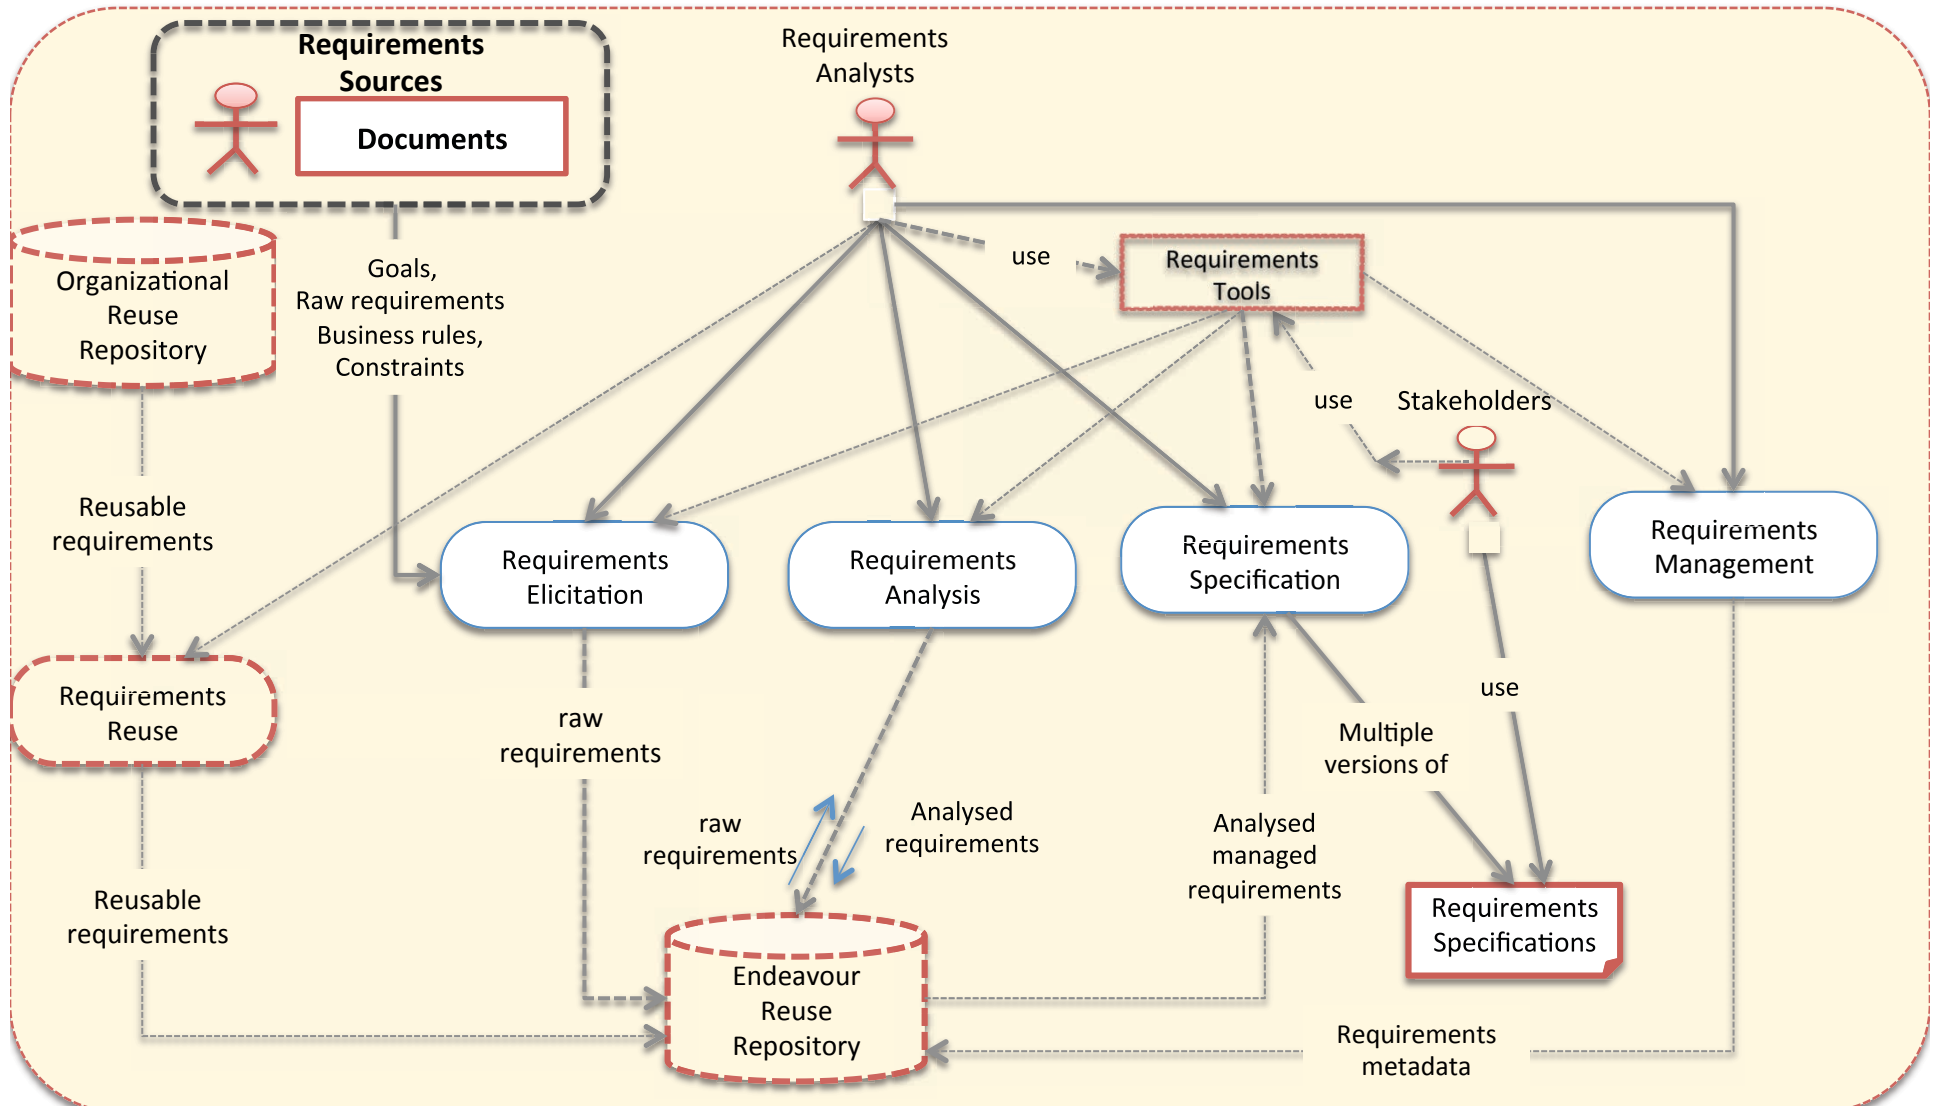 Requirements
Sources
Documents
Requirements
Analysts
Organizational
Reuse
Repository
Goals,
Raw requirements
Business rules,
Constraints
use
Requirements
Tools
use
Stakeholders
Reusable
requirements
Requirements
Elicitation
Requirements
Analysis
Requirements
Specification
Requirements
Management
Requirements
Reuse
raw
requirements
use
Multiple
versions of
raw
requirements
Analysed
requirements
Analysed
managed
requirements
Reusable
requirements
Requirements
Specifications
Endeavour
Reuse
Repository
Requirements
metadata